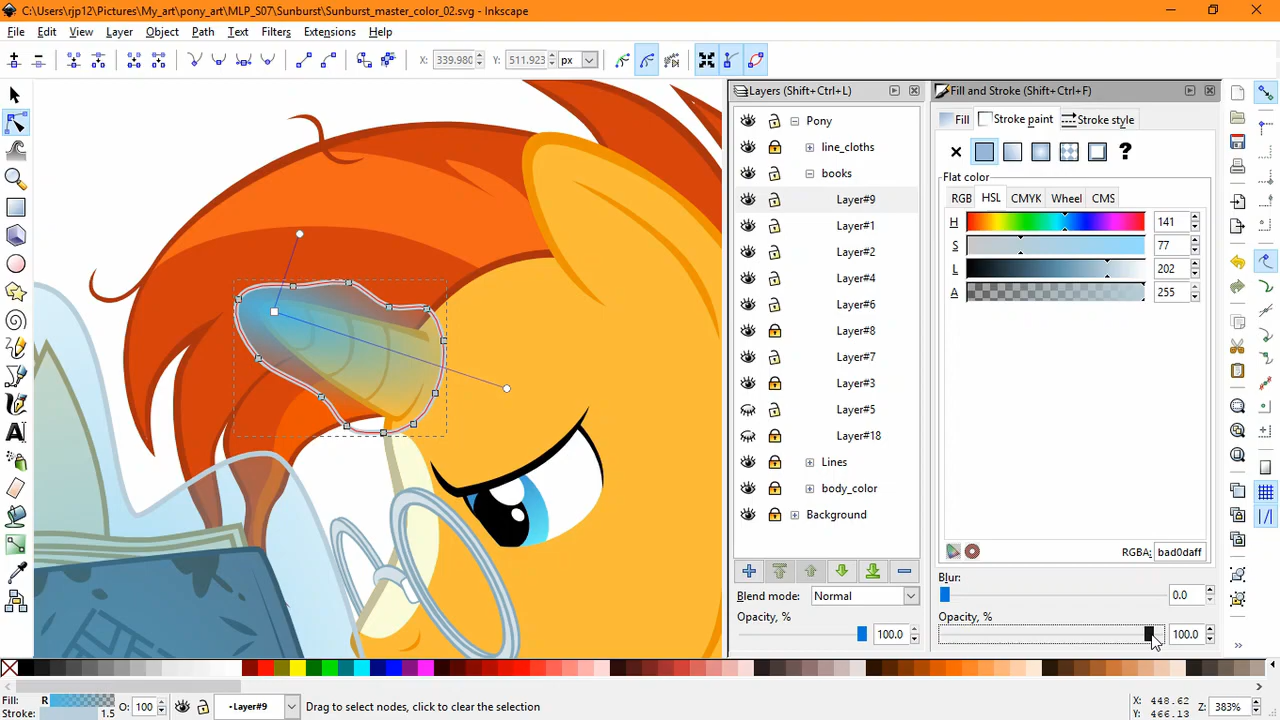 C:\Users\rjp12\Pictures\My_art\pony_art\MLP_S07\Sunburst\Sunburst_master_color_02.svg - Inkscape
File Edit View Layer Object Path Text Filters Extensions Help
X: 339.980 Y: 511.923 px
Layers (Shift+Ctrl+L)
Pony
line_cloths
books
Layer#9
Layer#1
Layer#2
Layer#4
Layer#6
Layer#8
Layer#7
Layer#3
Layer#5
Layer#18
Lines
body_color
Background
Blend mode: Normal
Opacity, %
100.0
Fill and Stroke (Shift+Ctrl+F)
Fill Stroke paint Stroke style
?
Flat color
RGB HSL CMYK Wheel CMS
H 141
S 77
L 202
A 255
RGBA: bad0daff
Blur:
0.0
Opacity, %
100.0
Fill: R
Stroke: 1.5
O: 100
•Layer#9
Drag to select nodes, click to clear the selection
X: 448.62
Y: 466.13
Z: 383%